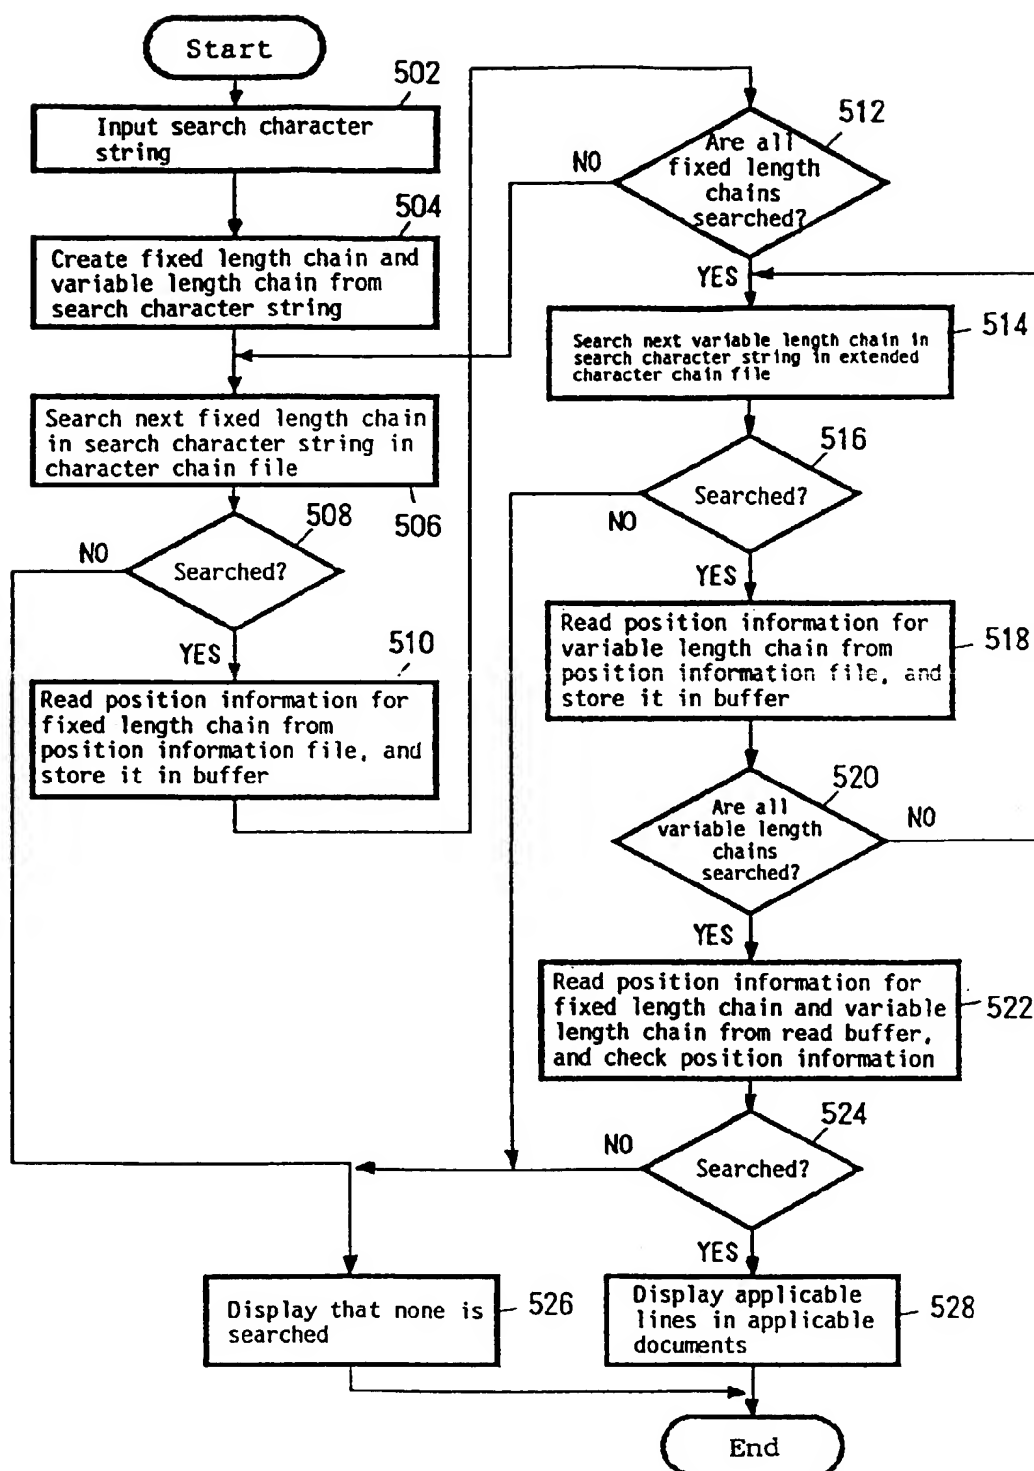 Start
502
Input search character
string
504
Create fixed length chain and
variable length chain from
search character string
Search next fixed length chain
in search character string in
character chain file
506
508
NO
Searched?
YES
510
Read position information for
fixed length chain from
position information file, and
store it in buffer
512
NO
Are all
fixed length
chains
searched?
YES
514
Search next variable length chain in
search character string in extended
character chain file
516
Searched?
NO
YES
Read position information for
variable length chain from
position information file, and
store it in buffer
518
520
Are all
variable length
chains
searched?
NO
YES
Read position information for
fixed length chain and variable
length chain from read buffer,
and check position information
522
524
NO
Searched?
YES
Display that none is
searched
526
Display applicable
lines in applicable
documents
528
End